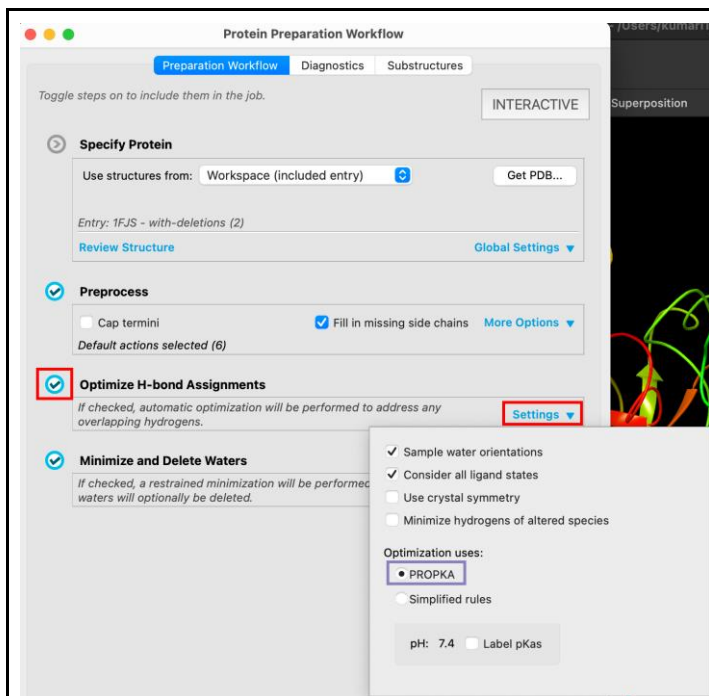 Protein Preparation Workflow
Preparation Workflow Diagnostics Substructures
Toggle steps on to include them in the job.
INTERACTIVE
Superposition
Specify Protein
Use structures from: Workspace (included entry) Get PDB...
Entry: 1FJS - with-deletions (2)
Review Structure Global Settings
Preprocess
Cap termini Fill in missing side chains More Options
Default actions selected (6)
Optimize H-bond Assignments
If checked, automatic optimization will be performed to address any
overlapping hydrogens.
Settings
Minimize and Delete Waters
If checked, a restrained minimization will be performed
waters will optionally be deleted.
Sample water orientations
Consider all ligand states
Use crystal symmetry
Minimize hydrogens of altered species
Optimization uses:
PROPKA
Simplified rules
pH: 7.4 Label pKas